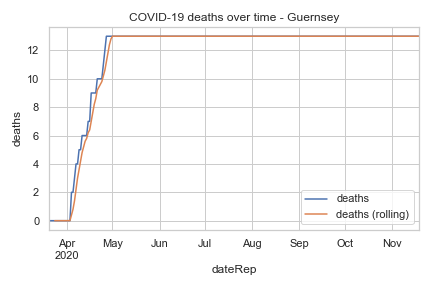 COVID-19 deaths over time - Guernsey
deaths
12
10
8
6
4
2
0
Apr May Jun Jul Aug Sep Oct Nov
2020
dateRep
deaths
deaths (rolling)